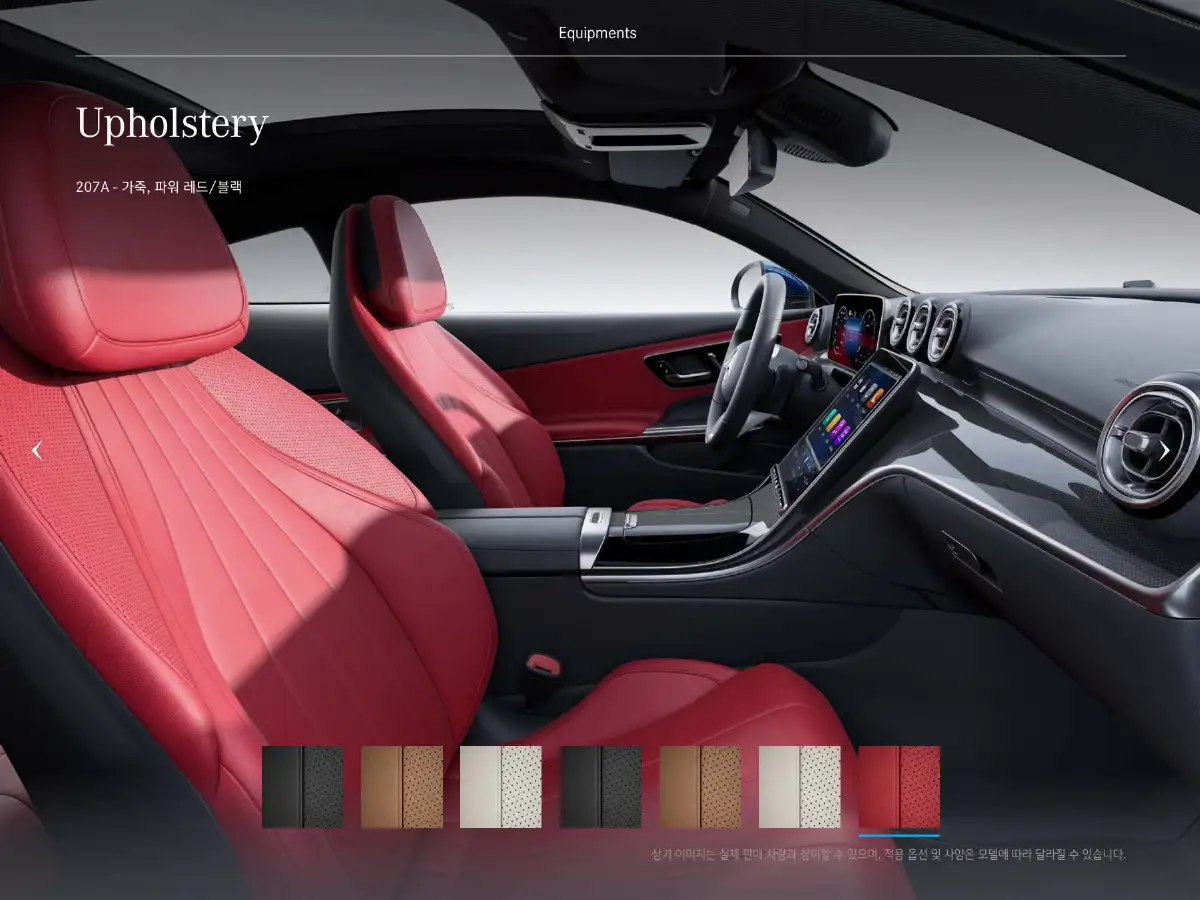 Equipments
Upholstery
207A - 가죽, 파워 레드/블랙
상기 이미지는 실제 판매 차량과 상이할 수 있으며, 적용 옵션 및 사양은 모델에 따라 달라질 수 있습니다.